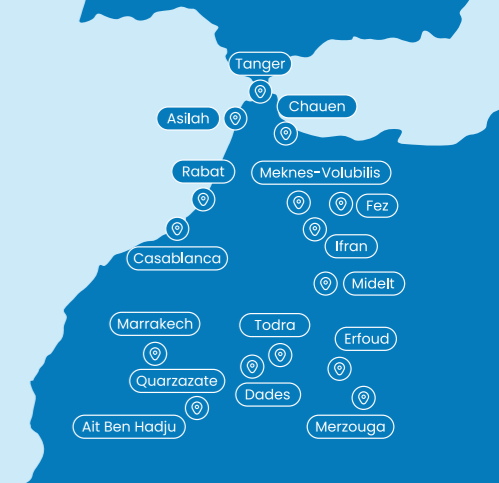 Tanger
Chauen
Asilah
Rabat
Meknes-Volubilis
Fez
Ifran
Casablanca
Midelt
Marrakech
Todra
Erfoud
Quarzazate
Dades
Ait Ben Hadju
Merzouga